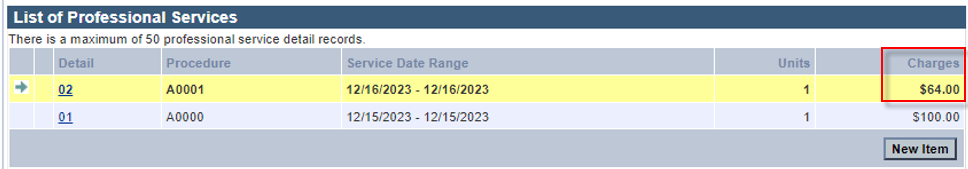 List of Professional Services
There is a maximum of 50 professional service detail records.
Detail Procedure Service Date Range Units Charges
02 A0001 12/16/2023 - 12/16/2023 1 $64.00
01 A0000 12/15/2023 - 12/15/2023 1 $100.00
New Item